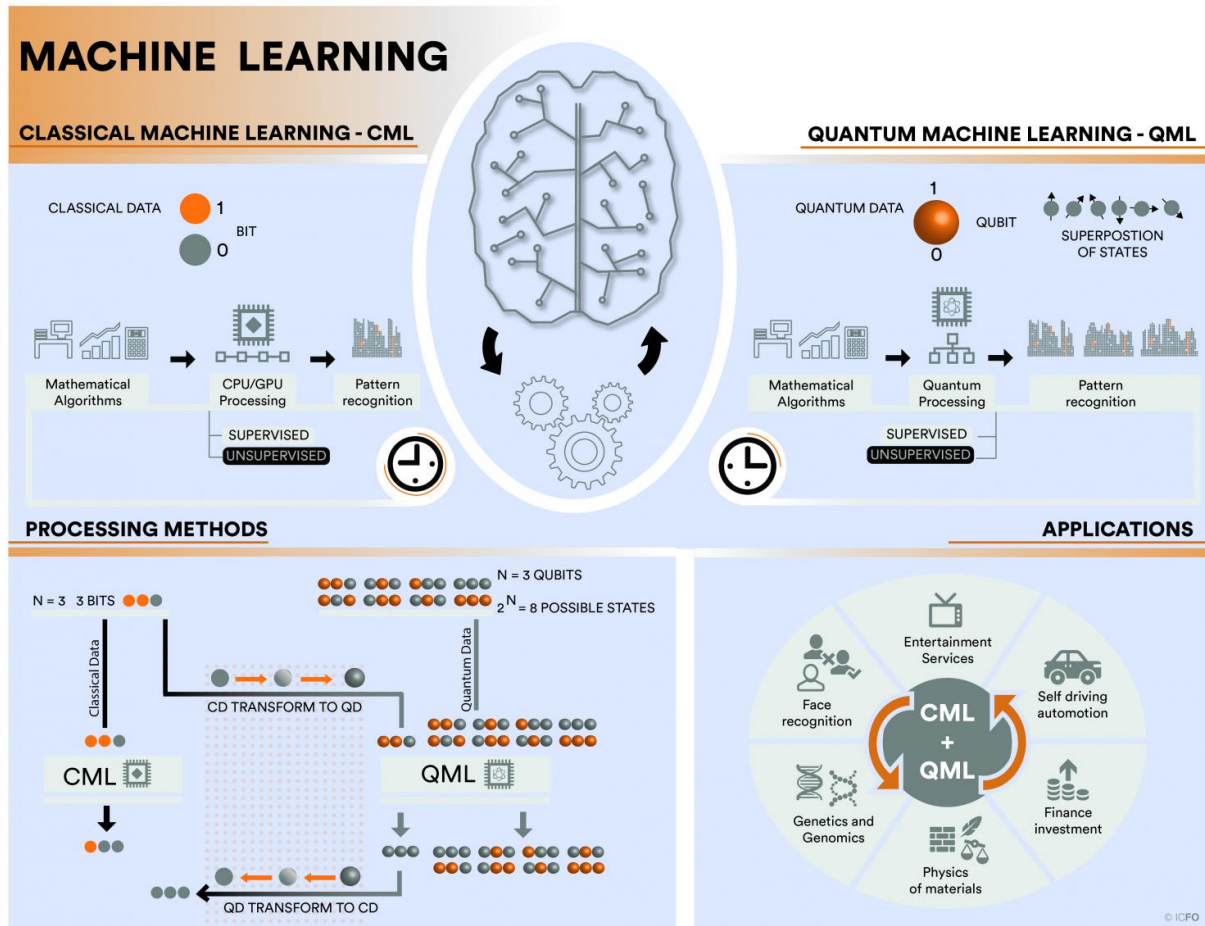 MACHINE LEARNING
CLASSICAL MACHINE LEARNING - CML
CLASSICAL DATA
1
BIT
0
Mathematical
Algorithms
CPU/GPU
Processing
Pattern
recognition
SUPERVISED
UNSUPERVISED
QUANTUM MACHINE LEARNING - QML
QUANTUM DATA
1
QUBIT
0
SUPERPOSTION
OF STATES
Mathematical
Algorithms
Quantum
Processing
Pattern
recognition
SUPERVISED
UNSUPERVISED
PROCESSING METHODS
N = 3 3 BITS
N = 3 QUBITS
2^N = 8 POSSIBLE STATES
Classical Data
Quantum Data
CD TRANSFORM TO QD
CML
QML
QD TRANSFORM TO CD
APPLICATIONS
Entertainment
Services
Face
recognition
Self driving
automotion
CML
+
QML
Genetics and
Genomics
Finance
investment
Physics
of materials
© ICFO